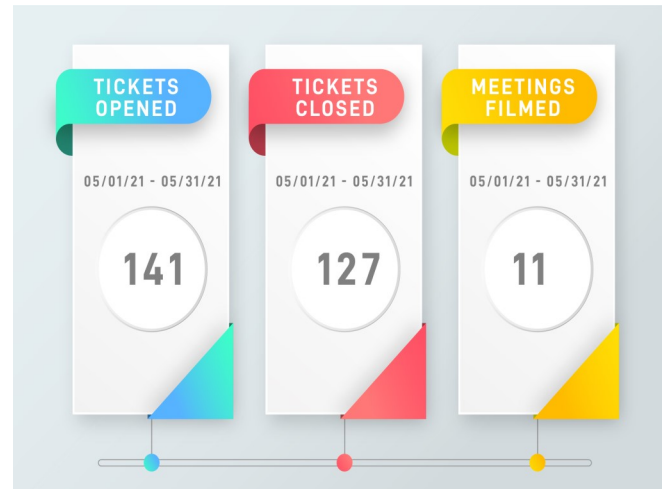 TICKETS
OPENED
05/01/21 - 05/31/21
141
TICKETS
CLOSED
05/01/21 - 05/31/21
127
MEETINGS
FILMED
05/01/21 - 05/31/21
11